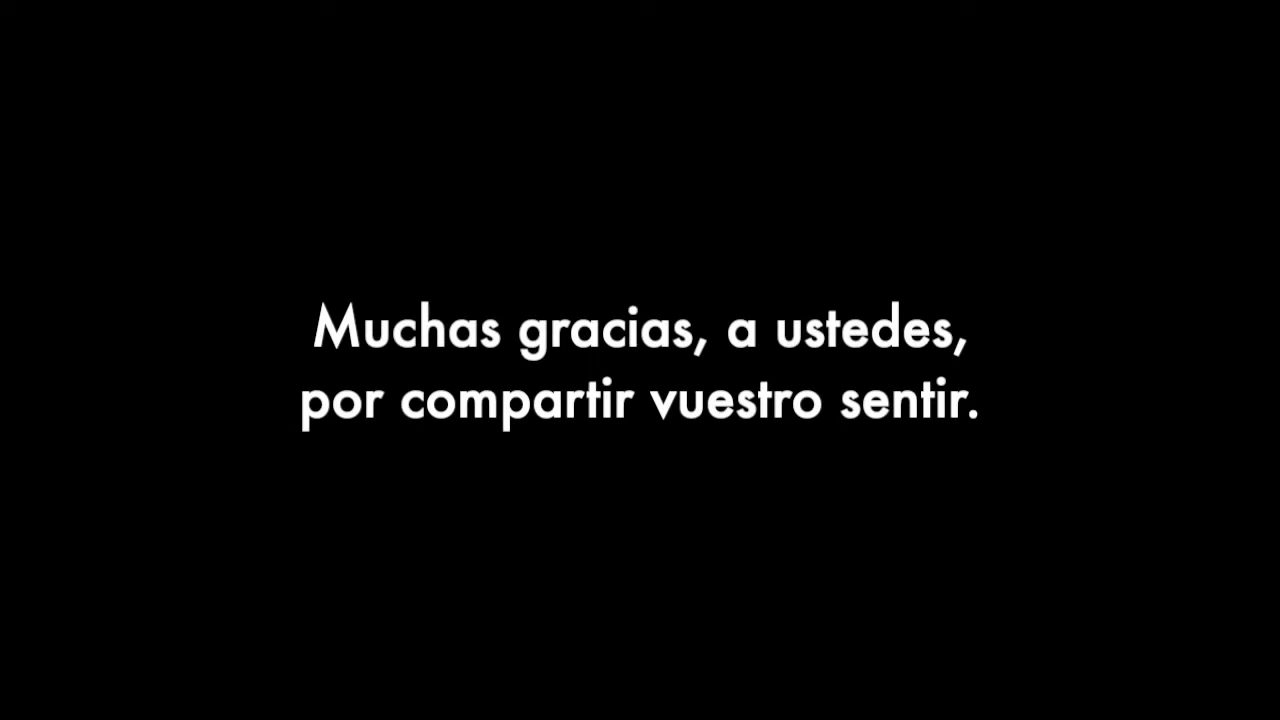 Muchas gracias, a ustedes,
por compartir vuestro sentir.